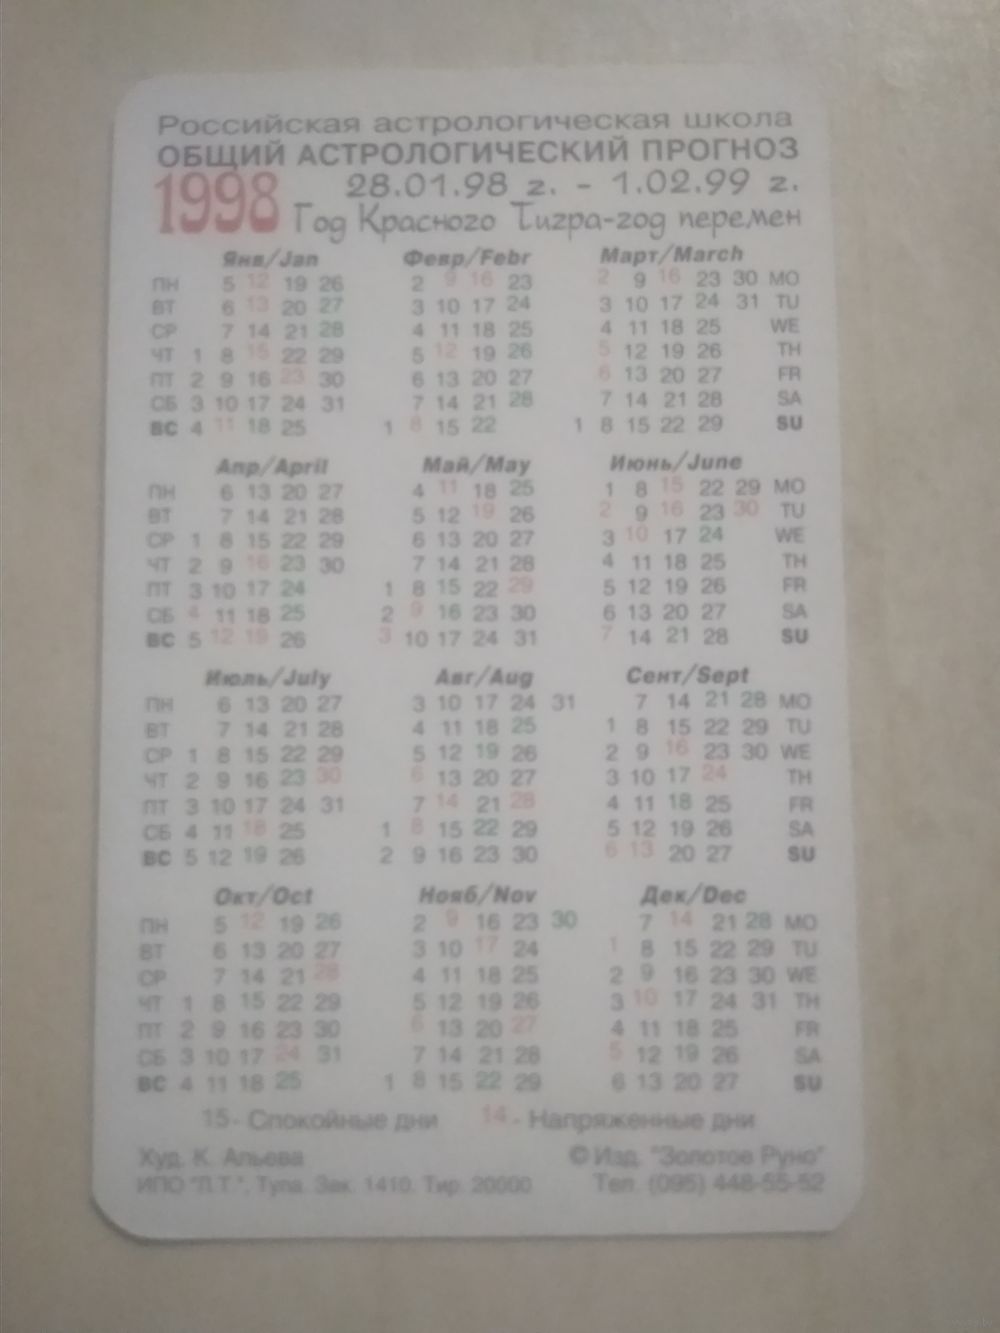 Российская астрологическая школа
ОБЩИЙ АСТРОЛОГИЧЕСКИЙ ПРОГНОЗ
1998 28.01.98 г. - 1.02.99 г.
Год Красного Тигра-год перемен
Янв/Jan Февр/Febr Март/March
ПН 5 12 19 26 2 9 16 23 2 9 16 23 30 MO
ВТ 6 13 20 27 3 10 17 24 3 10 17 24 31 TU
СР 7 14 21 28 4 11 18 25 4 11 18 25 WE
ЧТ 1 8 15 22 29 5 12 19 26 5 12 19 26 TH
ПТ 2 9 16 23 30 6 13 20 27 6 13 20 27 FR
СБ 3 10 17 24 31 7 14 21 28 7 14 21 28 SA
ВС 4 11 18 25 1 8 15 22 1 8 15 22 29 SU
Апр/April Май/May Июнь/June
ПН 6 13 20 27 4 11 18 25 1 8 15 22 29 MO
ВТ 7 14 21 28 5 12 19 26 2 9 16 23 30 TU
СР 1 8 15 22 29 6 13 20 27 3 10 17 24 WE
ЧТ 2 9 16 23 30 7 14 21 28 4 11 18 25 TH
ПТ 3 10 17 24 1 8 15 22 29 5 12 19 26 FR
СБ 4 11 18 25 2 9 16 23 30 6 13 20 27 SA
ВС 5 12 19 26 3 10 17 24 31 7 14 21 28 SU
Июль/July Авг/Aug Сент/Sept
ПН 6 13 20 27 3 10 17 24 31 7 14 21 28 MO
ВТ 7 14 21 28 4 11 18 25 1 8 15 22 29 TU
СР 1 8 15 22 29 5 12 19 26 2 9 16 23 30 WE
ЧТ 2 9 16 23 30 6 13 20 27 3 10 17 24 TH
ПТ 3 10 17 24 31 7 14 21 28 4 11 18 25 FR
СБ 4 11 18 25 1 8 15 22 29 5 12 19 26 SA
ВС 5 12 19 26 2 9 16 23 30 6 13 20 27 SU
Окт/Oct Нояб/Nov Дек/Dec
ПН 5 12 19 26 2 9 16 23 30 7 14 21 28 MO
ВТ 6 13 20 27 3 10 17 24 1 8 15 22 29 TU
СР 7 14 21 28 4 11 18 25 2 9 16 23 30 WE
ЧТ 1 8 15 22 29 5 12 19 26 3 10 17 24 31 TH
ПТ 2 9 16 23 30 6 13 20 27 4 11 18 25 FR
СБ 3 10 17 24 31 7 14 21 28 5 12 19 26 SA
ВС 4 11 18 25 1 8 15 22 29 6 13 20 27 SU
15 - Спокойные дни 14 - Напряженные дни
Худ. К. Альева © Изд. "Золотое Руно"
ИПО "Л.Т.", Тула. Зак. 1410. Тир. 20000 Тел. (095) 448-55-52